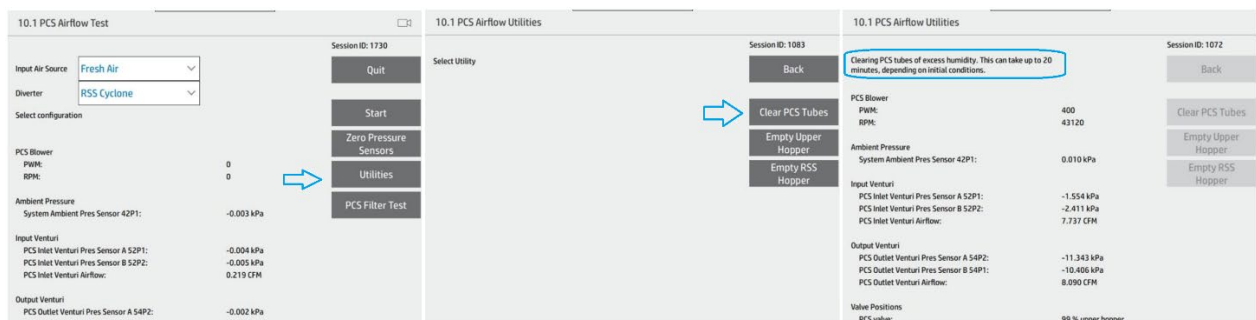 10.1 PCS Airflow Test
Session ID: 1730
Input Air Source Fresh Air
Quit
Diverter RSS Cyclone
Select configuration
Start
Zero Pressure
Sensors
PCS Blower
PWM: 0
RPM: 0
Utilities
Ambient Pressure
System Ambient Pres Sensor 42P1: -0.003 kPa
PCS Filter Test
Input Venturi
PCS Inlet Venturi Pres Sensor A 52P1: -0.004 kPa
PCS Inlet Venturi Pres Sensor B 52P2: -0.005 kPa
PCS Inlet Venturi Airflow: 0.219 CFM
Output Venturi
PCS Outlet Venturi Pres Sensor A 54P2: -0.002 kPa
10.1 PCS Airflow Utilities
Session ID: 1083
Select Utility
Back
Clear PCS Tubes
Empty Upper
Hopper
Empty RSS
Hopper
10.1 PCS Airflow Utilities
Session ID: 1072
Clearing PCS tubes of excess humidity. This can take up to 20
minutes, depending on initial conditions.
Back
PCS Blower
PWM: 400
RPM: 43120
Clear PCS Tubes
Empty Upper
Hopper
Ambient Pressure
System Ambient Pres Sensor 42P1: 0.010 kPa
Empty RSS
Hopper
Input Venturi
PCS Inlet Venturi Pres Sensor A 52P1: -1.554 kPa
PCS Inlet Venturi Pres Sensor B 52P2: -2.411 kPa
PCS Inlet Venturi Airflow: 7.737 CFM
Output Venturi
PCS Outlet Venturi Pres Sensor A 54P2: -11.343 kPa
PCS Outlet Venturi Pres Sensor B 54P1: -10.406 kPa
PCS Outlet Venturi Airflow: 8.090 CFM
Valve Positions
PCS valve: 99 % upper hopper